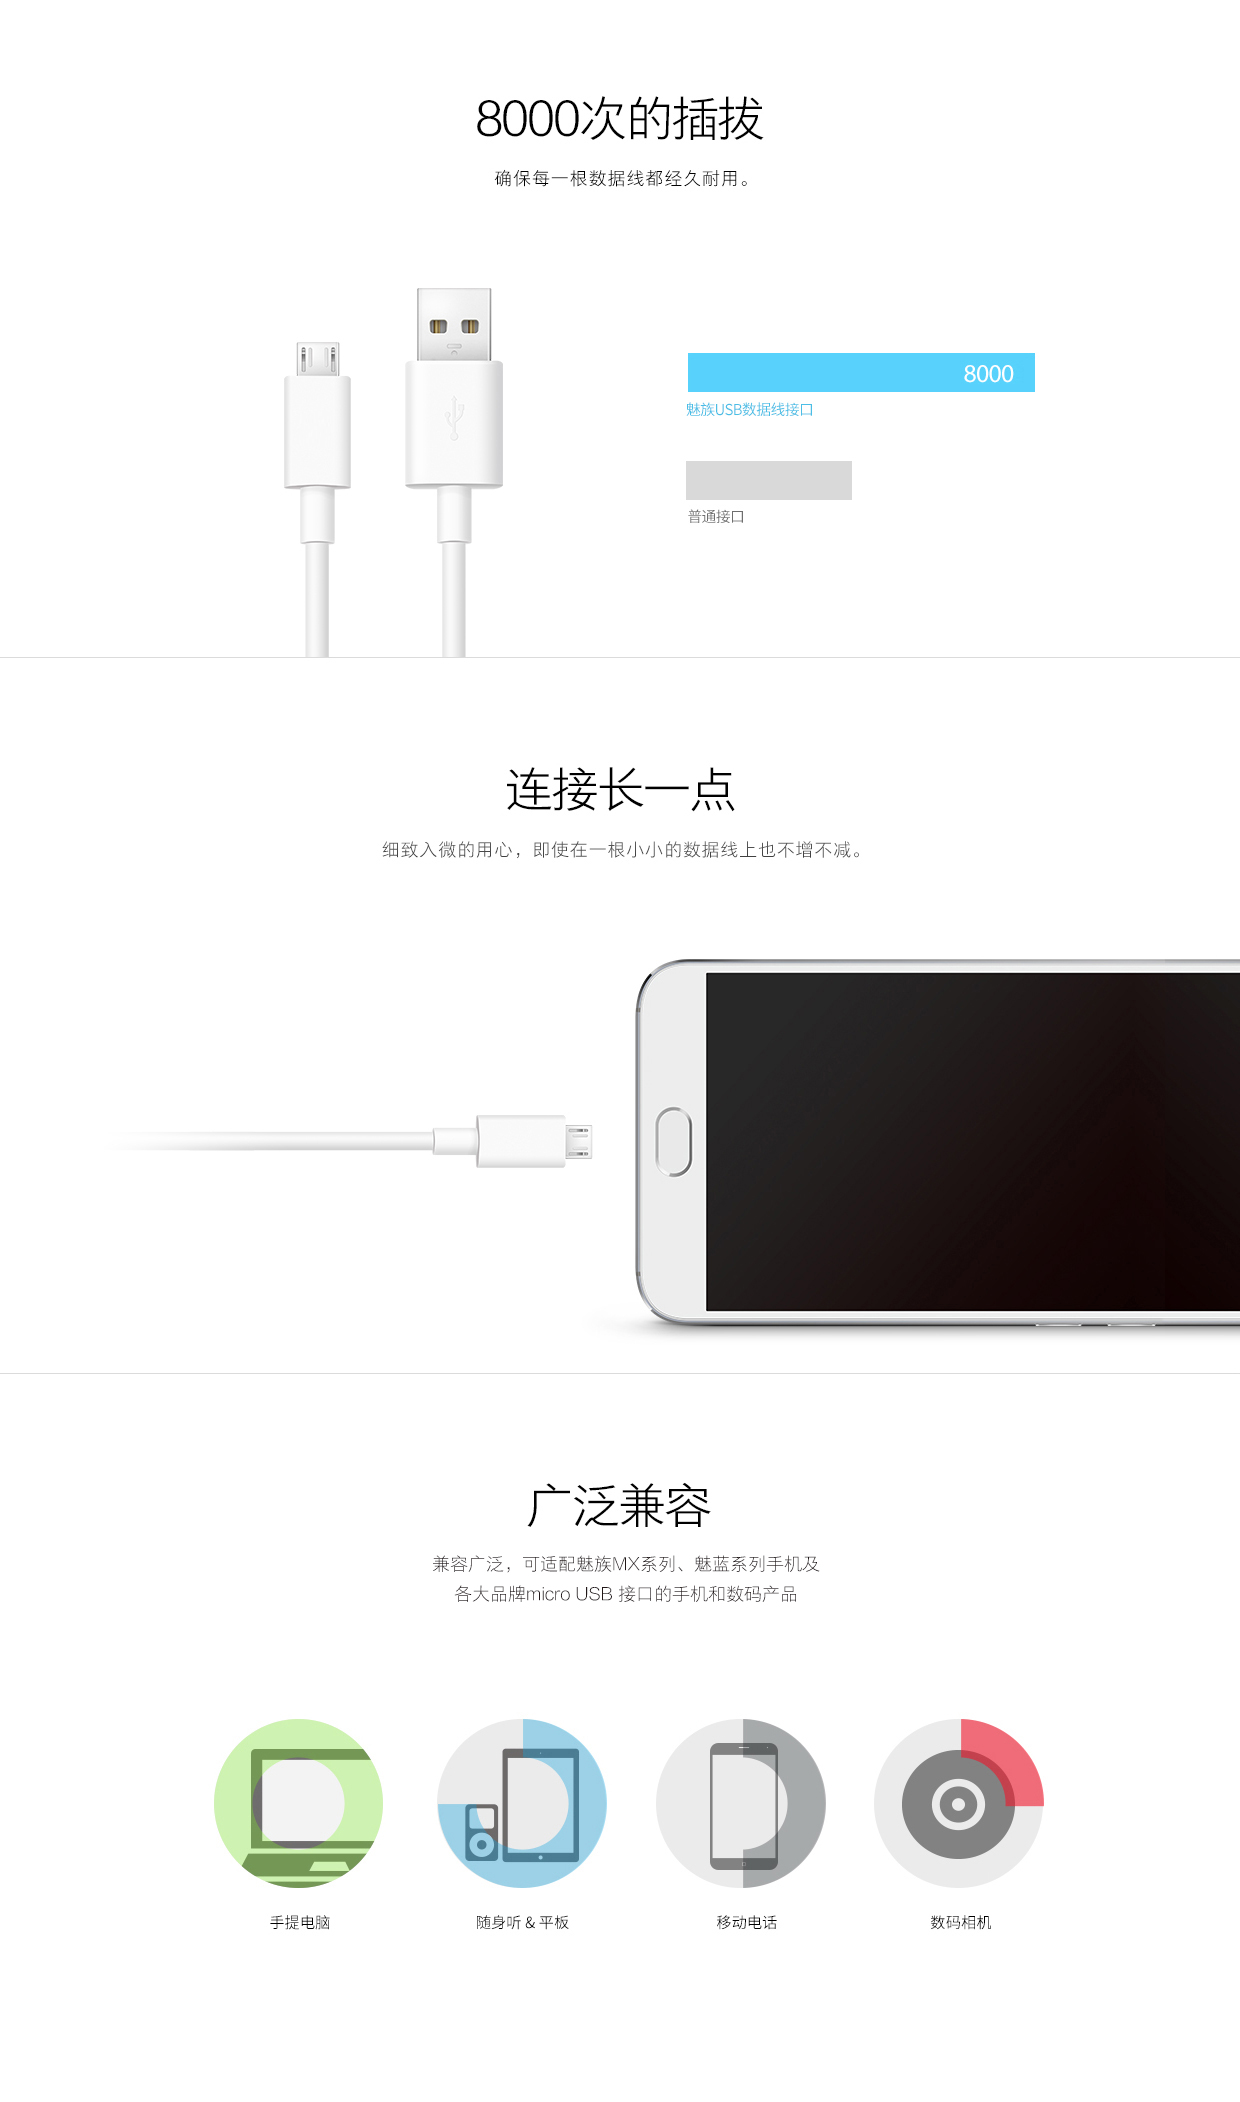 8000次的插拔
确保每一根数据线都经久耐用。
8000
魅族USB数据线接口
普通接口
连接长一点
细致入微的用心，即使在一根小小的数据线上也不增不减。
广泛兼容
兼容广泛，可适配魅族MX系列、魅蓝系列手机及
各大品牌micro USB 接口的手机和数码产品
手提电脑
随身听 & 平板
移动电话
数码相机